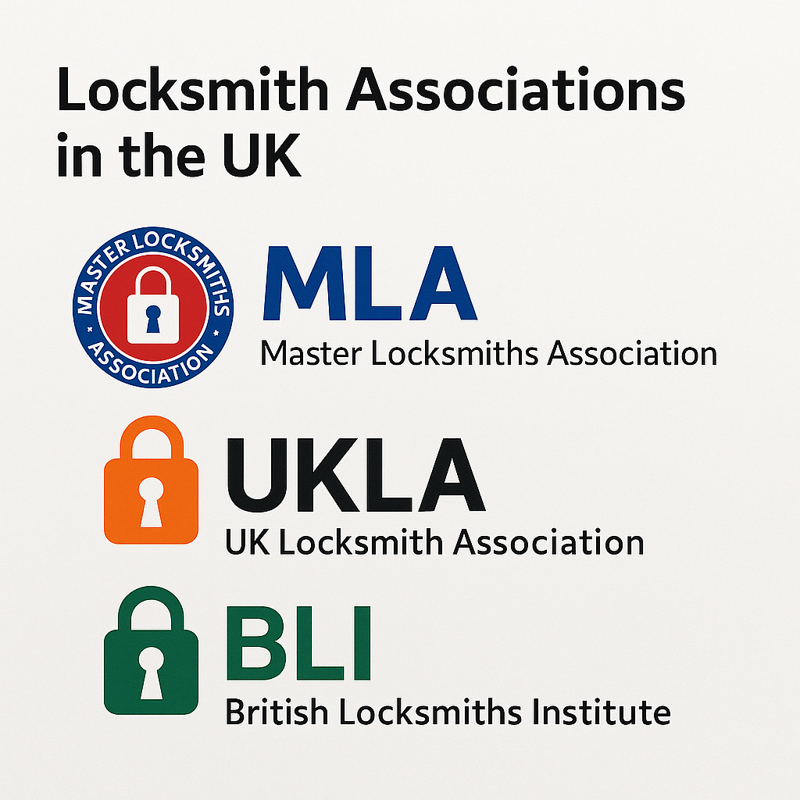 Locksmith Associations
in the UK
MASTER LOCKSMITHS
ASSOCIATION
MLA
Master Locksmiths Association
UKLA
UK Locksmith Association
BLI
British Locksmiths Institute